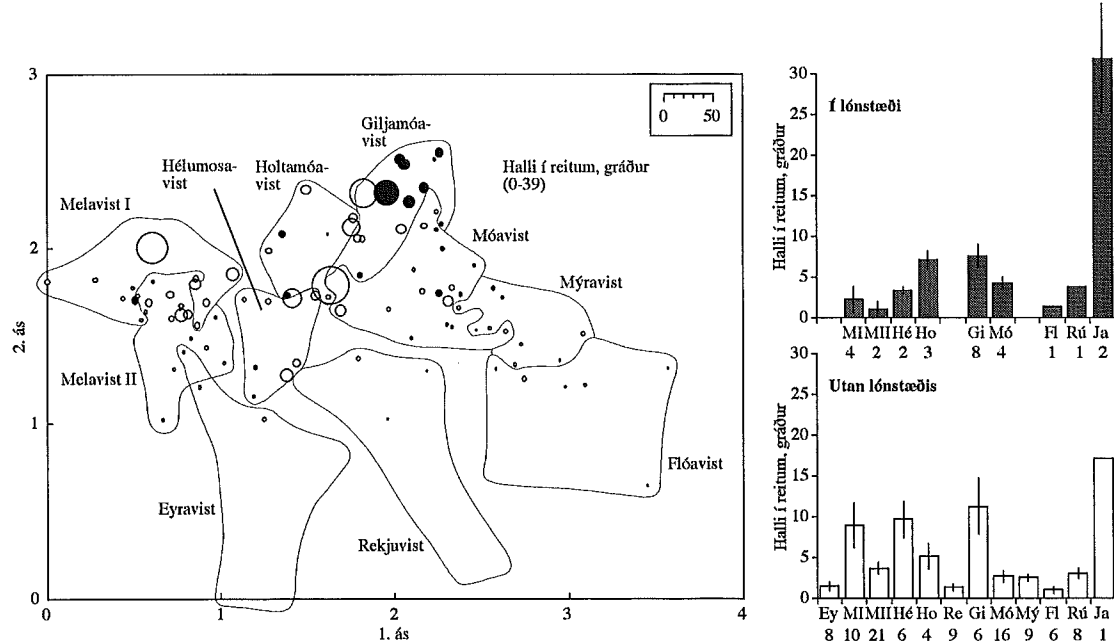 3
2
1
0
2. ás
0
1
2
3
4
1. ás
0 50
Giljamóa-
vist
Halli í reitum, gráður
(0-39)
Hélumosa-
vist
Holtamóa-
vist
Melavist I
Móavist
Mýravist
Melavist II
Flóavist
Eyravist
Rekjuvist
30
25
20
15
10
5
0
Halli í reitum, gráður
Í lónstæði
MI MII Hé Ho Gi Mó Fl Rú Ja
4 2 2 3 8 4 1 1 2
30
25
20
15
10
5
0
Halli í reitum, gráður
Utan lónstæðis
Ey MI MII Hé Ho Re Gi Mó Mý Fl Rú Ja
8 10 21 6 4 9 6 16 9 6 8 1